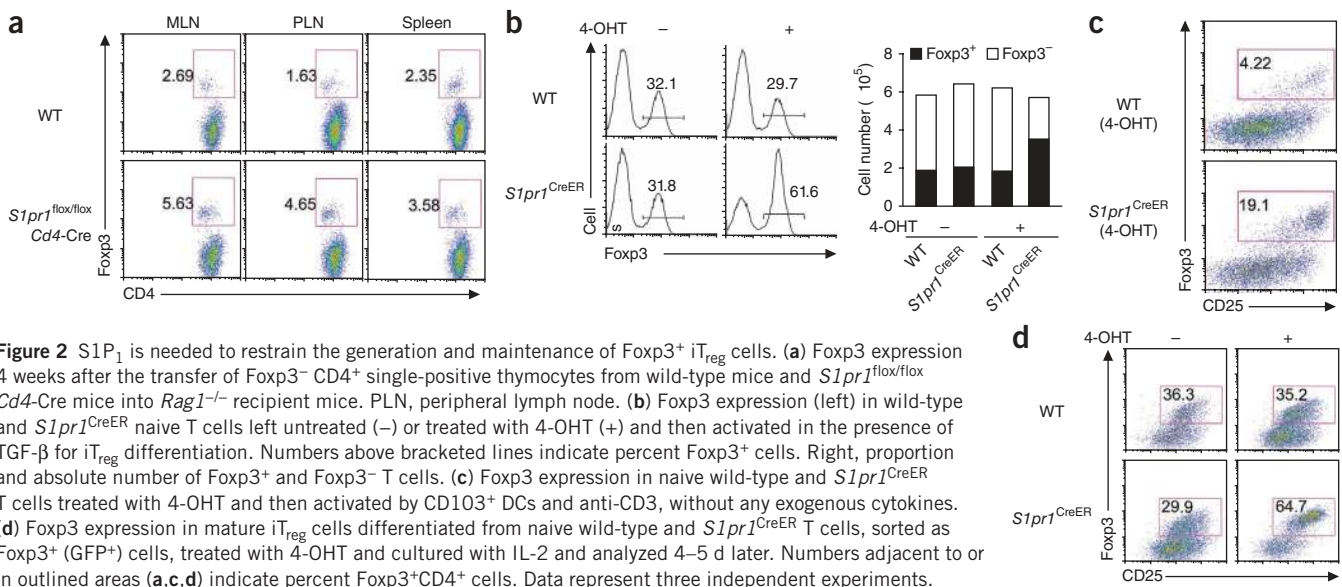 a
MLN
PLN
Spleen
WT
2.69
1.63
2.35
S1pr1flox/flox
Cd4-Cre
5.63
4.65
3.58
Foxp3
CD4
b
4-OHT
–
+
WT
32.1
29.7
S1pr1CreER
31.8
61.6
Cell
s
Foxp3
Foxp3+
Foxp3–
Cell number ( 10⁵)
8
6
4
2
0
4-OHT
–
+
WT
S1pr1CreER
WT
S1pr1CreER
c
WT
(4-OHT)
4.22
S1pr1CreER
(4-OHT)
19.1
Foxp3
CD25
Figure 2 S1P1 is needed to restrain the generation and maintenance of Foxp3+ iTreg cells. (a) Foxp3 expression
4 weeks after the transfer of Foxp3– CD4+ single-positive thymocytes from wild-type mice and S1pr1flox/flox
Cd4-Cre mice into Rag1–/– recipient mice. PLN, peripheral lymph node. (b) Foxp3 expression (left) in wild-type
and S1pr1CreER naive T cells left untreated (–) or treated with 4-OHT (+) and then activated in the presence of
TGF-β for iTreg differentiation. Numbers above bracketed lines indicate percent Foxp3+ cells. Right, proportion
and absolute number of Foxp3+ and Foxp3– T cells. (c) Foxp3 expression in naive wild-type and S1pr1CreER
T cells treated with 4-OHT and then activated by CD103+ DCs and anti-CD3, without any exogenous cytokines.
(d) Foxp3 expression in mature iTreg cells differentiated from naive wild-type and S1pr1CreER T cells, sorted as
Foxp3+ (GFP+) cells, treated with 4-OHT and cultured with IL-2 and analyzed 4–5 d later. Numbers adjacent to or
in outlined areas (a,c,d) indicate percent Foxp3+CD4+ cells. Data represent three independent experiments.
d
4-OHT
–
+
WT
36.3
35.2
S1pr1CreER
29.9
64.7
Foxp3
CD25